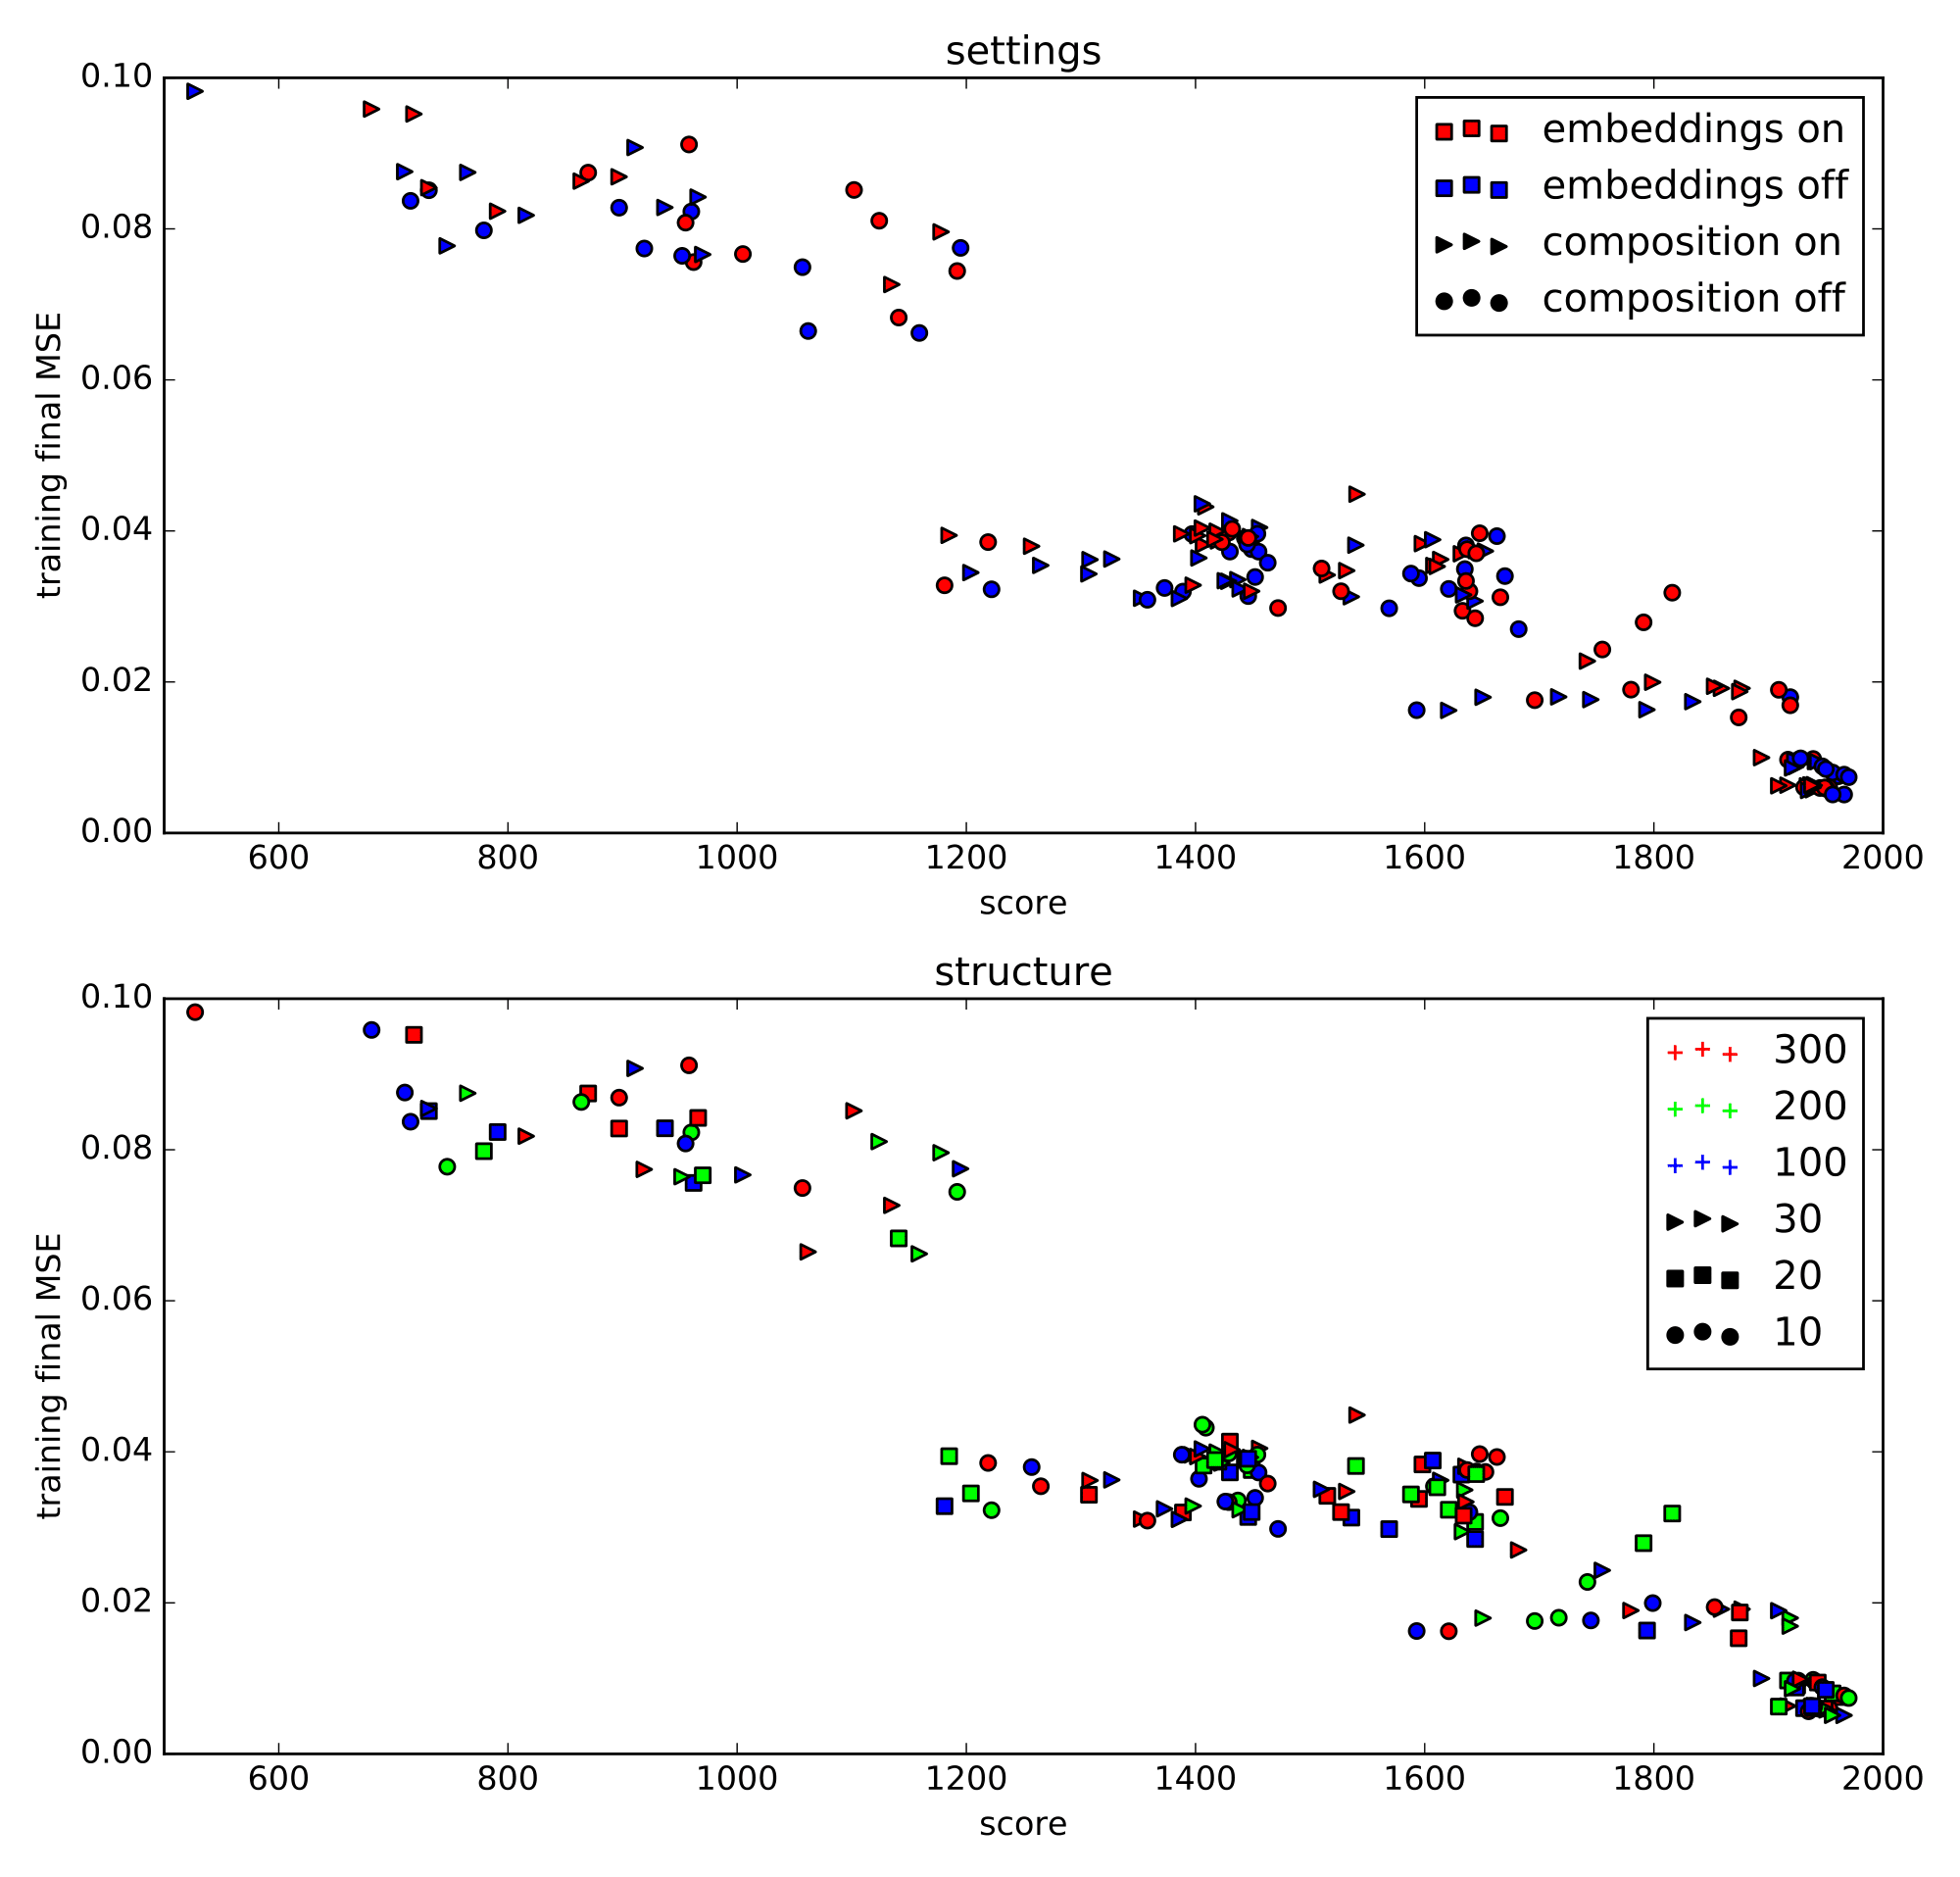 settings
0.10
0.08
0.06
0.04
0.02
0.00
training final MSE
embeddings on
embeddings off
composition on
composition off
600 800 1000 1200 1400 1600 1800 2000
score
structure
0.10
0.08
0.06
0.04
0.02
0.00
training final MSE
300
200
100
30
20
10
600 800 1000 1200 1400 1600 1800 2000
score